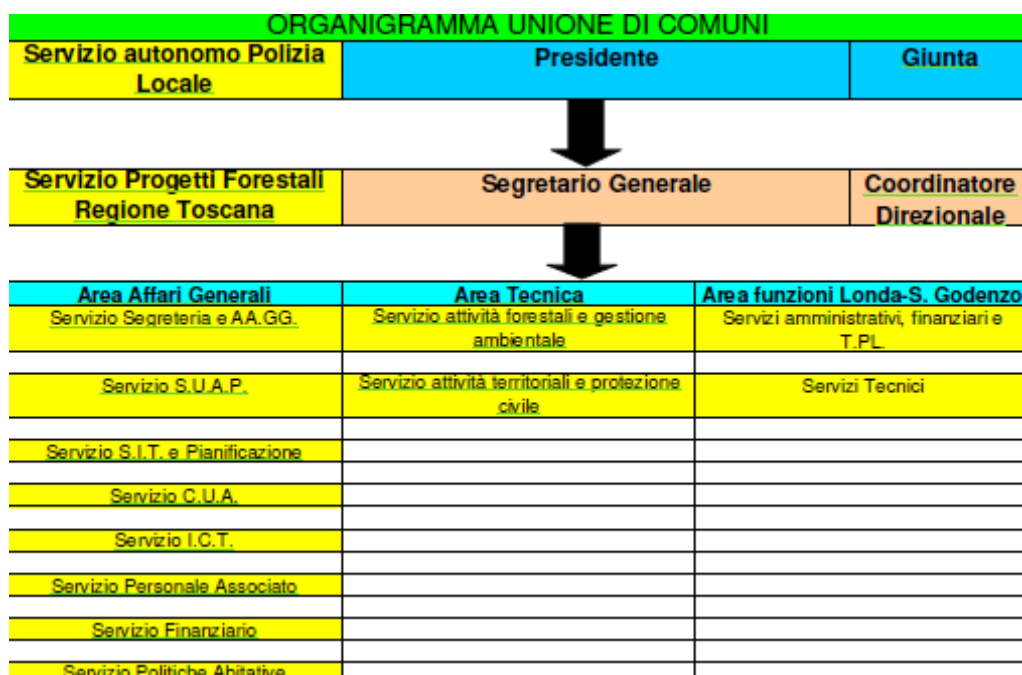 ORGANIGRAMMA UNIONE DI COMUNI
Servizio autonomo Polizia
Locale
Presidente
Giunta
Servizio Progetti Forestali
Regione Toscana
Segretario Generale
Coordinatore
Direzionale
Area Affari Generali
Area Tecnica
Area funzioni Londa-S. Godenzo
Servizio Segreteria e AA.GG.
Servizio attività forestali e gestione
ambientale
Servizi amministrativi, finanziari e
T.PL.
Servizio S.U.A.P.
Servizio attività territoriali e protezione
civile
Servizi Tecnici
Servizio S.I.T. e Pianificazione
Servizio C.U.A.
Servizio I.C.T.
Servizio Personale Associato
Servizio Finanziario
Servizio Politiche Abitative